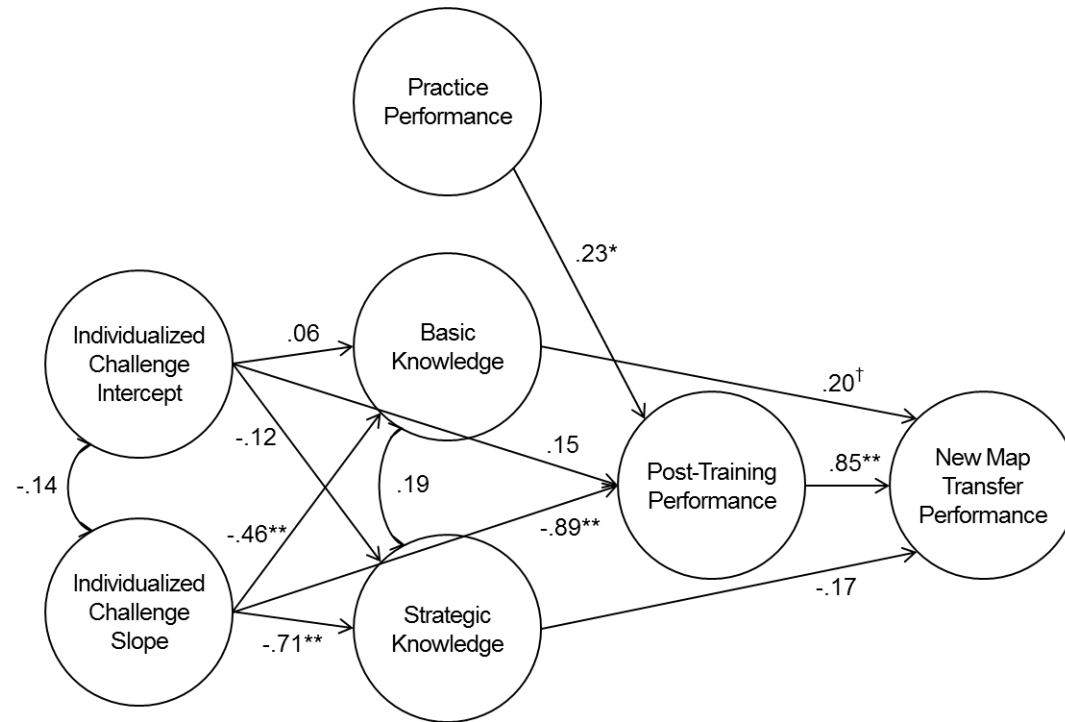 Practice
Performance
.23*
Individualized
Challenge
Intercept
.06
Basic
Knowledge
.20†
-.12
.15
-.14
.19
Post-Training
Performance
.85**
New Map
Transfer
Performance
-.46**
-.89**
Individualized
Challenge
Slope
-.71**
Strategic
Knowledge
-.17